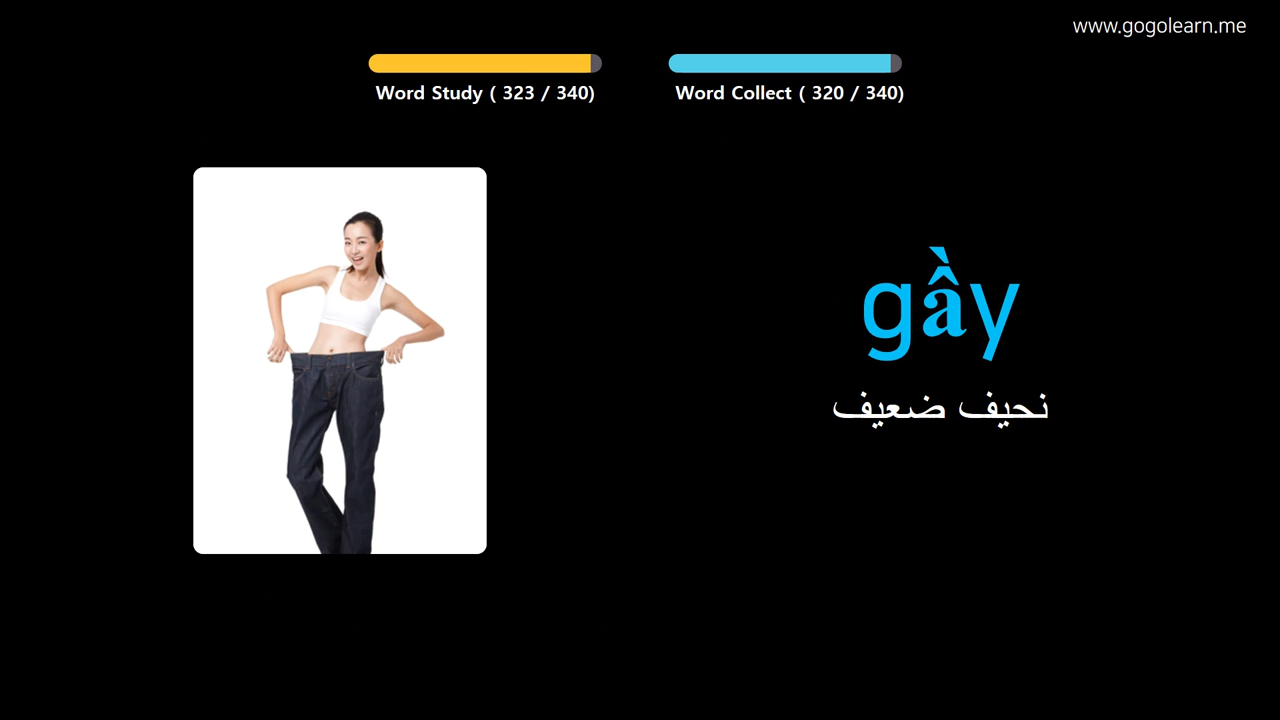 www.gogolearn.me
Word Study ( 323 / 340)
Word Collect ( 320 / 340)
gầy
نحيف ضعيف